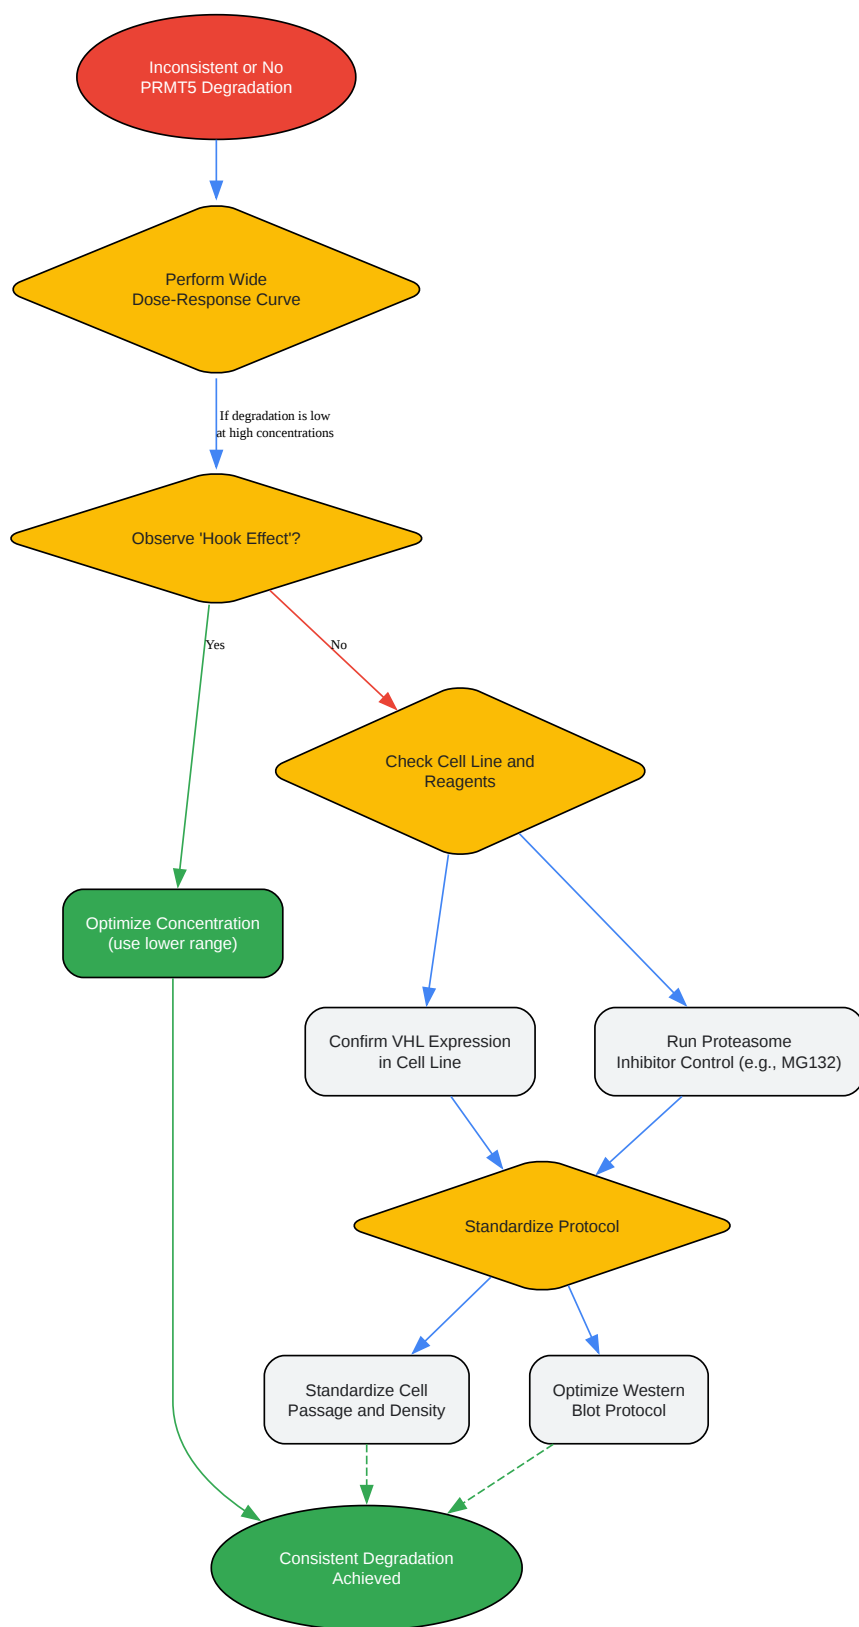 Inconsistent or No
PRMT5 Degradation
Perform Wide
Dose-Response Curve
If degradation is low
at high concentrations
Observe 'Hook Effect'?
Yes
No
Check Cell Line and
Reagents
Optimize Concentration
(use lower range)
Confirm VHL Expression
in Cell Line
Run Proteasome
Inhibitor Control (e.g., MG132)
Standardize Protocol
Standardize Cell
Passage and Density
Optimize Western
Blot Protocol
Consistent Degradation
Achieved